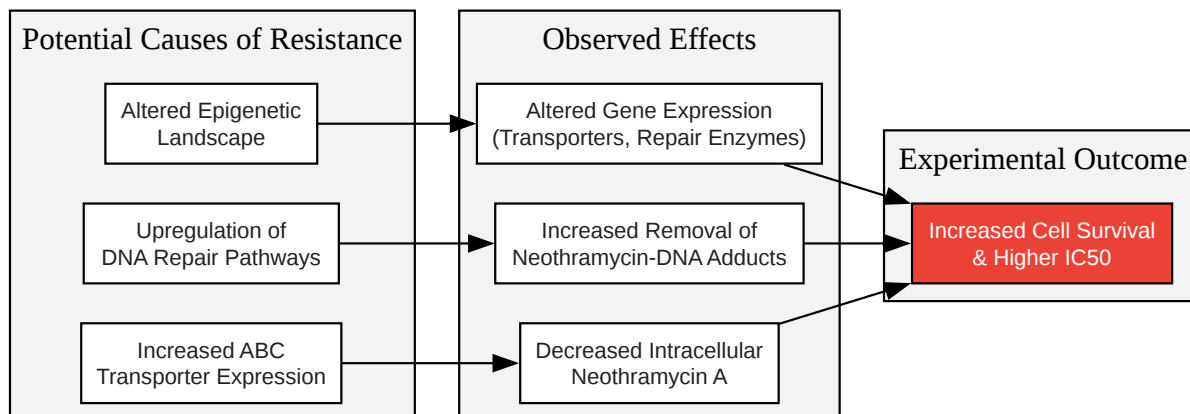 Potential Causes of Resistance
Altered Epigenetic
Landscape
Upregulation of
DNA Repair Pathways
Increased ABC
Transporter Expression
Observed Effects
Altered Gene Expression
(Transporters, Repair Enzymes)
Increased Removal of
Neothramycin-DNA Adducts
Decreased Intracellular
Neothramycin A
Experimental Outcome
Increased Cell Survival
& Higher IC50